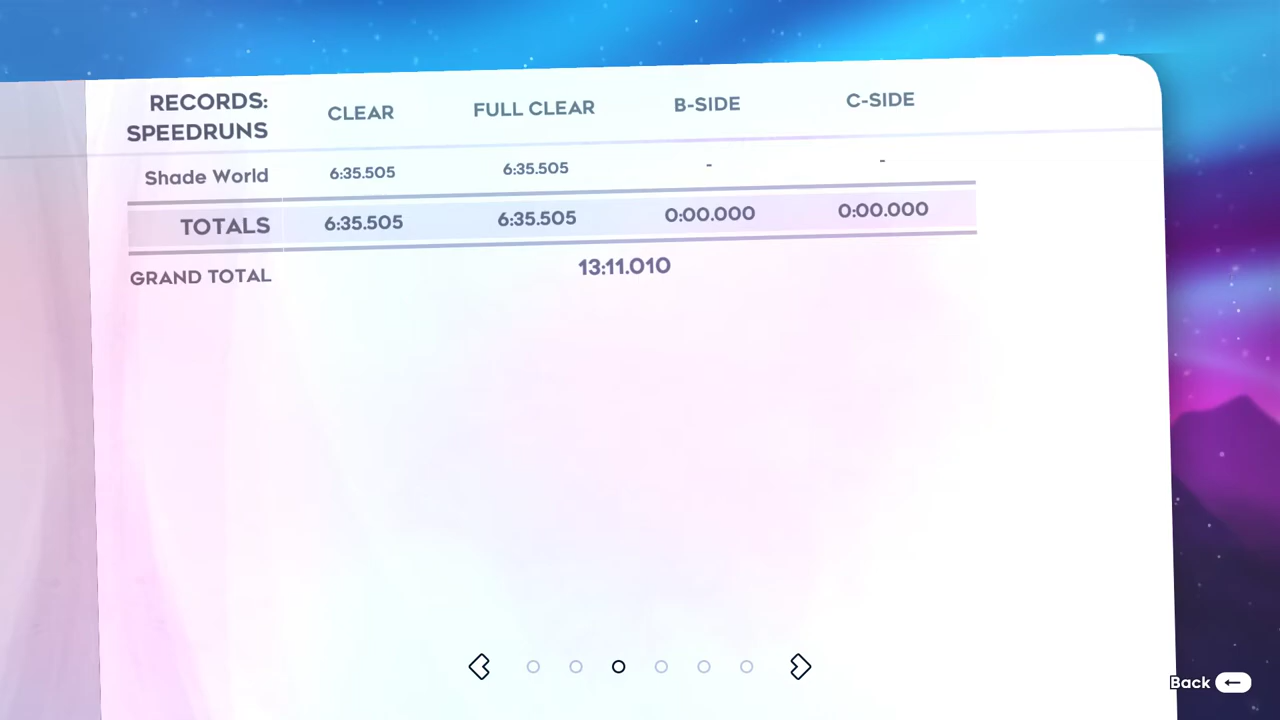 RECORDS: SPEEDRUNS CLEAR FULL CLEAR B-SIDE C-SIDE
Shade World 6:35.505 6:35.505 - -
TOTALS 6:35.505 6:35.505 0:00.000 0:00.000
GRAND TOTAL 13:11.010
Back